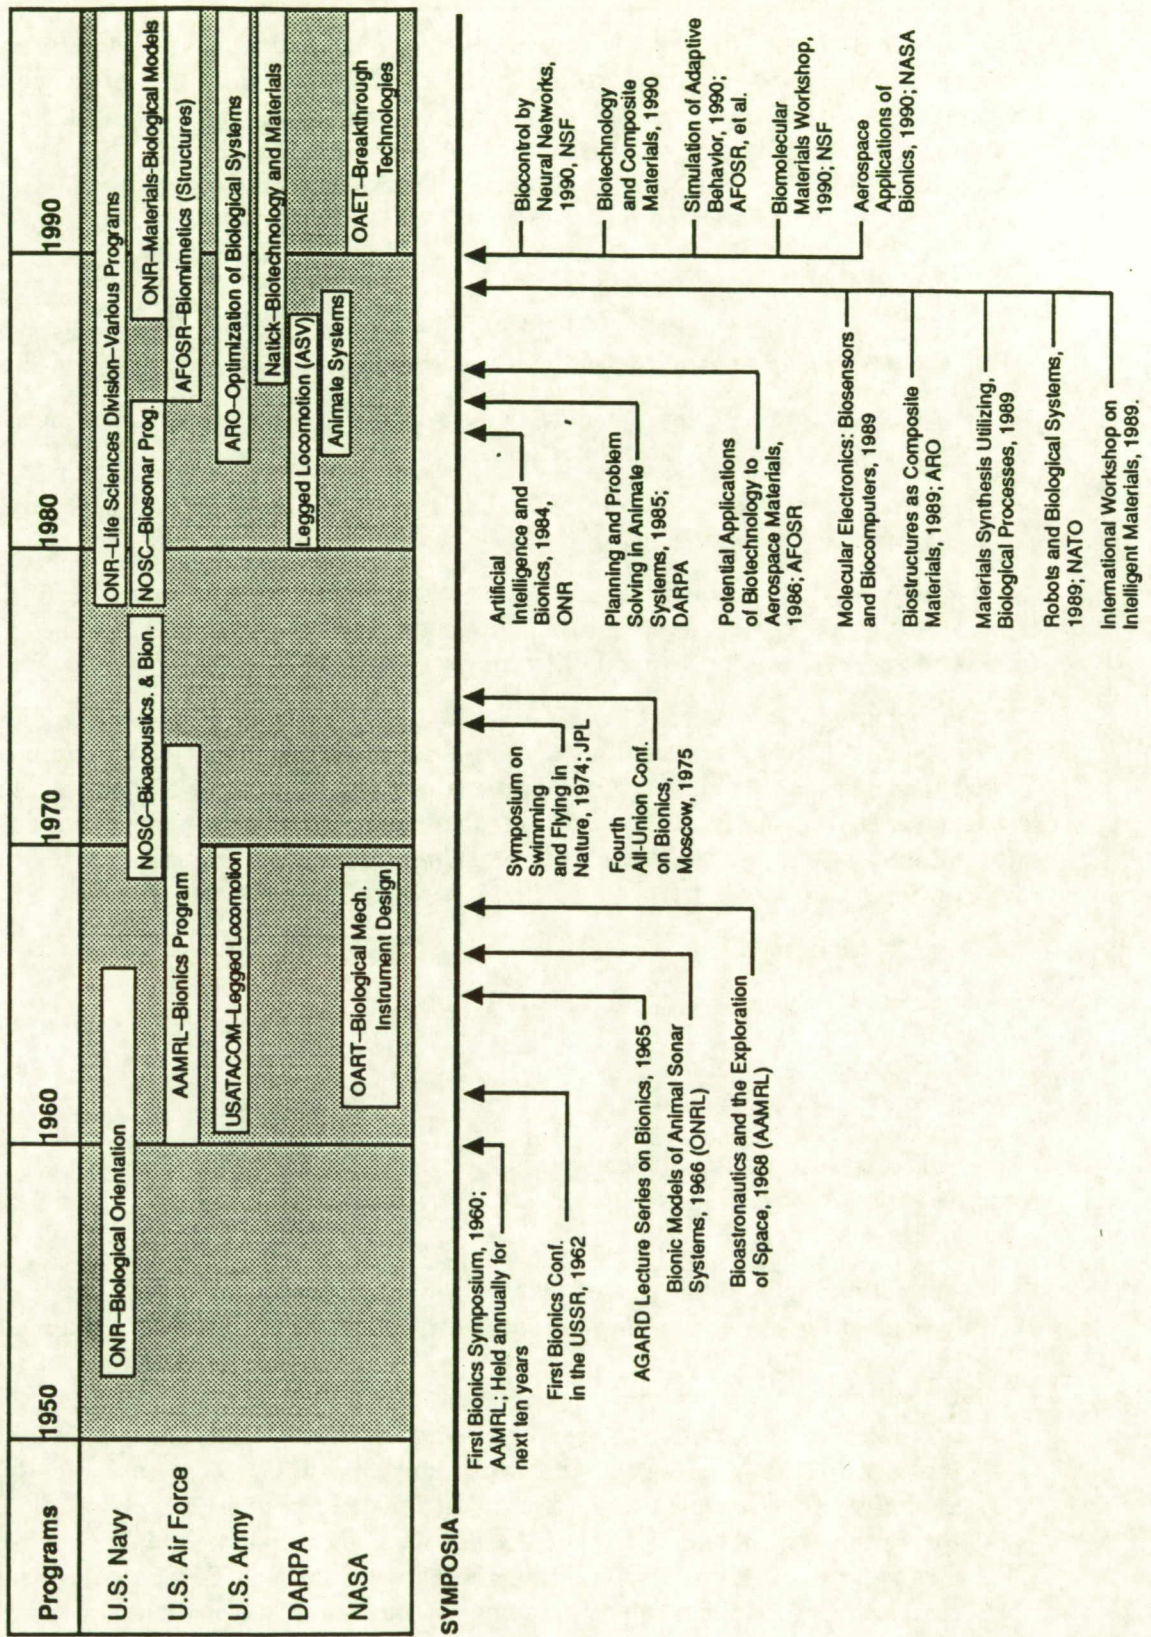 Programs
1950
1960
1970
1980
1990
U.S. Navy
ONR–Biological Orientation
ONR–Life Sciences Division–Various Programs
NOSC–Bioacoustics. & Bion.
NOSC–Biosonar Prog.
ONR–Materials-Biological Models
U.S. Air Force
AAMRL–Bionics Program
AFOSR–Biomimetics (Structures)
U.S. Army
USATACOM–Legged Locomotion
ARO–Optimization of Biological Systems
Natick–Biotechnology and Materials
DARPA
Legged Locomotion (ASV)
Animate Systems
NASA
OART–Biological Mech.
Instrument Design
OAET–Breakthrough
Technologies
SYMPOSIA
First Bionics Symposium, 1960;
AAMRL; Held annually for
next ten years
First Bionics Conf.
in the USSR, 1962
AGARD Lecture Series on Bionics, 1965
Bionic Models of Animal Sonar
Systems, 1966 (ONRL)
Bioastronautics and the Exploration
of Space, 1968 (AAMRL)
Symposium on
Swimming
and Flying in
Nature, 1974; JPL
Fourth
All-Union Conf.
on Bionics,
Moscow, 1975
Artificial
Intelligence and
Bionics, 1984,
ONR
Planning and Problem
Solving in Animate
Systems, 1985;
DARPA
Potential Applications
of Biotechnology to
Aerospace Materials,
1986; AFOSR
Molecular Electronics: Biosensors
and Biocomputers, 1989
Biostructures as Composite
Materials, 1989; ARO
Materials Synthesis Utilizing,
Biological Processes, 1989
Robots and Biological Systems,
1989; NATO
International Workshop on
Intelligent Materials, 1989.
Biocontrol by
Neural Networks,
1990, NSF
Biotechnology
and Composite
Materials, 1990
Simulation of Adaptive
Behavior, 1990;
AFOSR, et al.
Biomolecular
Materials Workshop,
1990; NSF
Aerospace
Applications of
Bionics, 1990; NASA